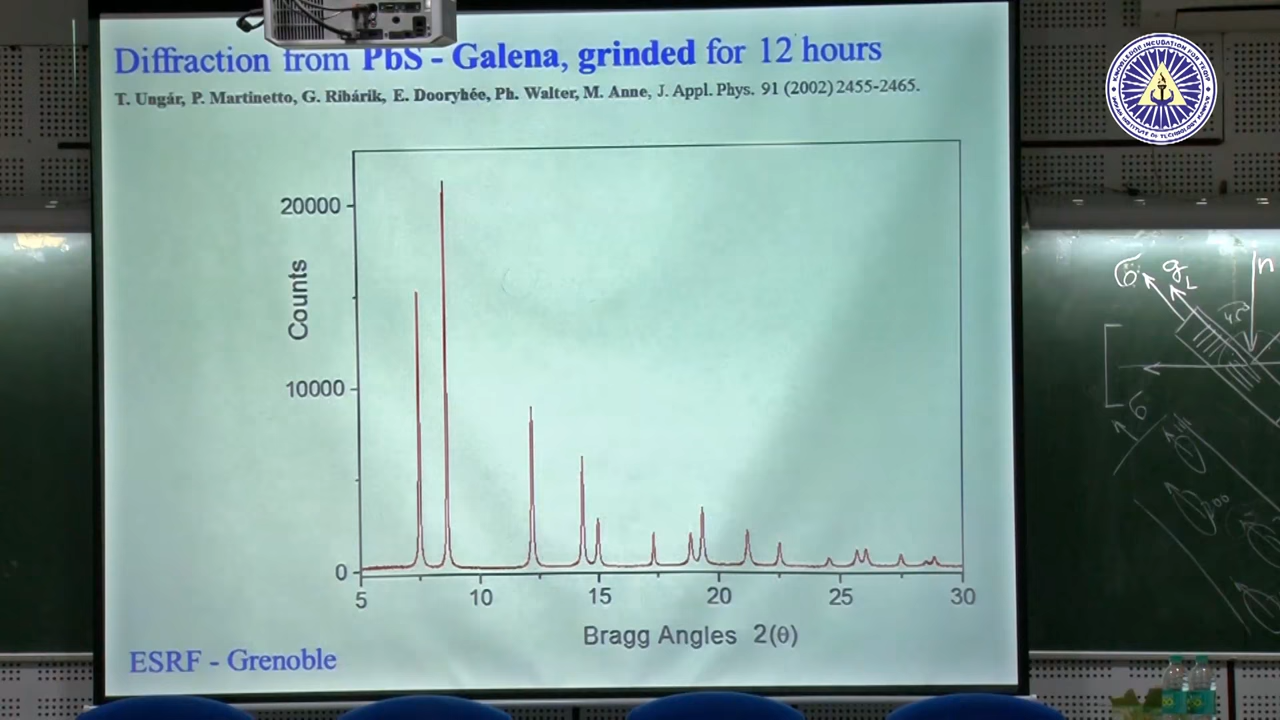 Diffraction from PbS - Galena, grinded for 12 hours
T. Ungár, P. Martinetto, G. Ribárik, E. Dooryhée, Ph. Walter, M. Anne, J. Appl. Phys. 91 (2002) 2455-2465.
20000
10000
0
Counts
5 10 15 20 25 30
Bragg Angles 2(θ)
ESRF - Grenoble
n
45°